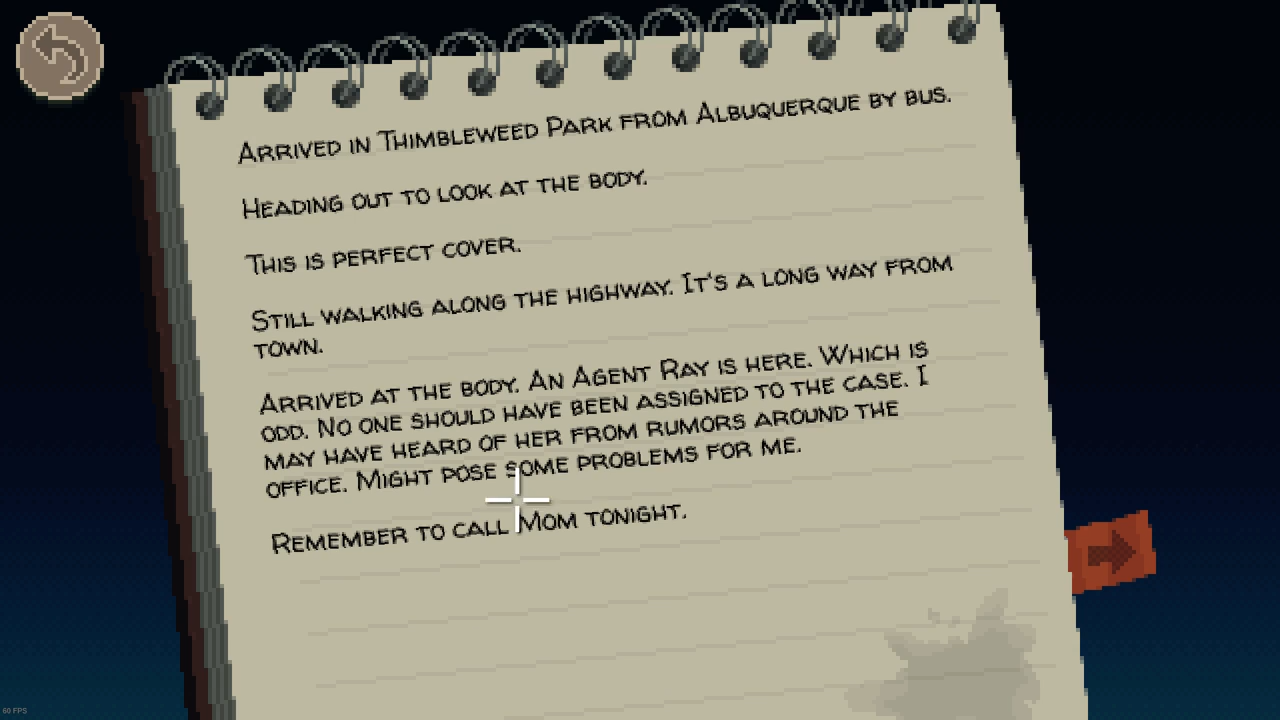 Arrived in Thimbleweed Park from Albuquerque by bus.
Heading out to look at the body.
This is perfect cover.
Still walking along the highway. It's a long way from
town.
Arrived at the body. An Agent Ray is here. Which is
odd. No one should have been assigned to the case. I
may have heard of her from rumors around the
office. Might pose some problems for me.
Remember to call Mom tonight.
60 FPS